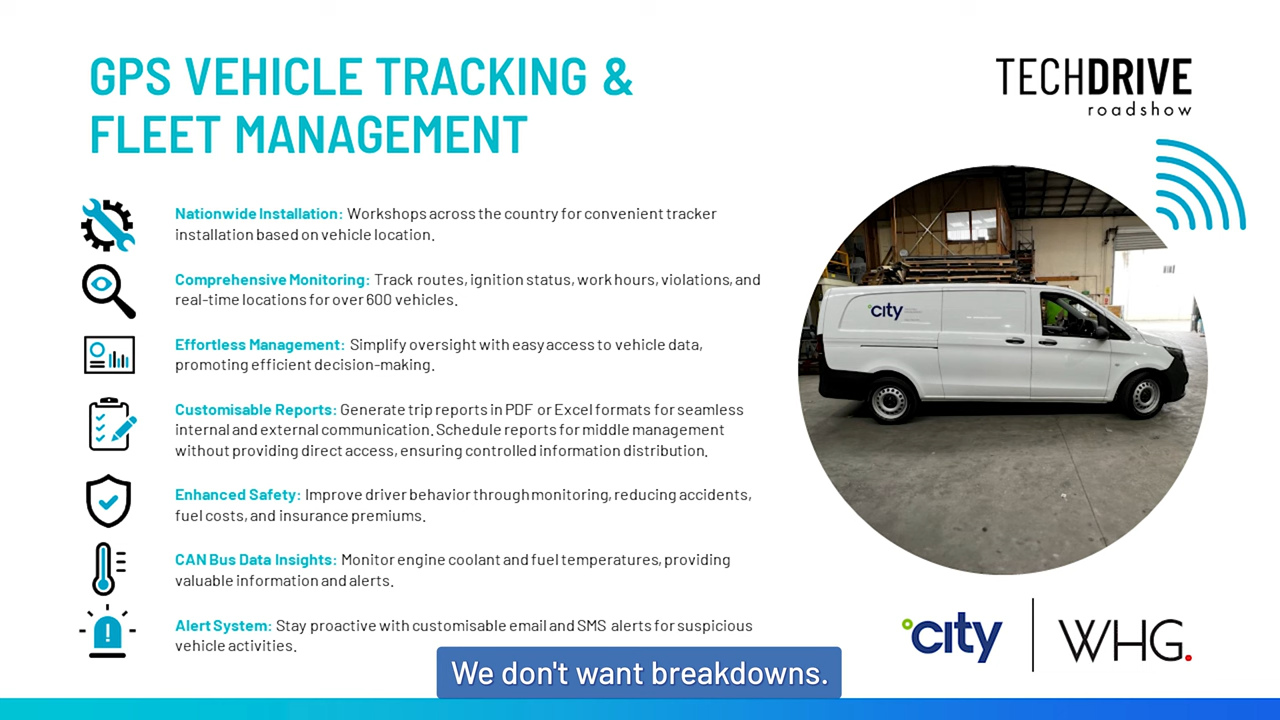 GPS VEHICLE TRACKING &
FLEET MANAGEMENT
TECHDRIVE
roadshow
Nationwide Installation: Workshops across the country for convenient tracker
installation based on vehicle location.
Comprehensive Monitoring: Track routes, ignition status, work hours, violations, and
real-time locations for over 600 vehicles.
Effortless Management: Simplify oversight with easy access to vehicle data,
promoting efficient decision-making.
Customisable Reports: Generate trip reports in PDF or Excel formats for seamless
internal and external communication. Schedule reports for middle management
without providing direct access, ensuring controlled information distribution.
Enhanced Safety: Improve driver behavior through monitoring, reducing accidents,
fuel costs, and insurance premiums.
CAN Bus Data Insights: Monitor engine coolant and fuel temperatures, providing
valuable information and alerts.
Alert System: Stay proactive with customisable email and SMS alerts for suspicious
vehicle activities.
city
city
WHG.
We don't want breakdowns.